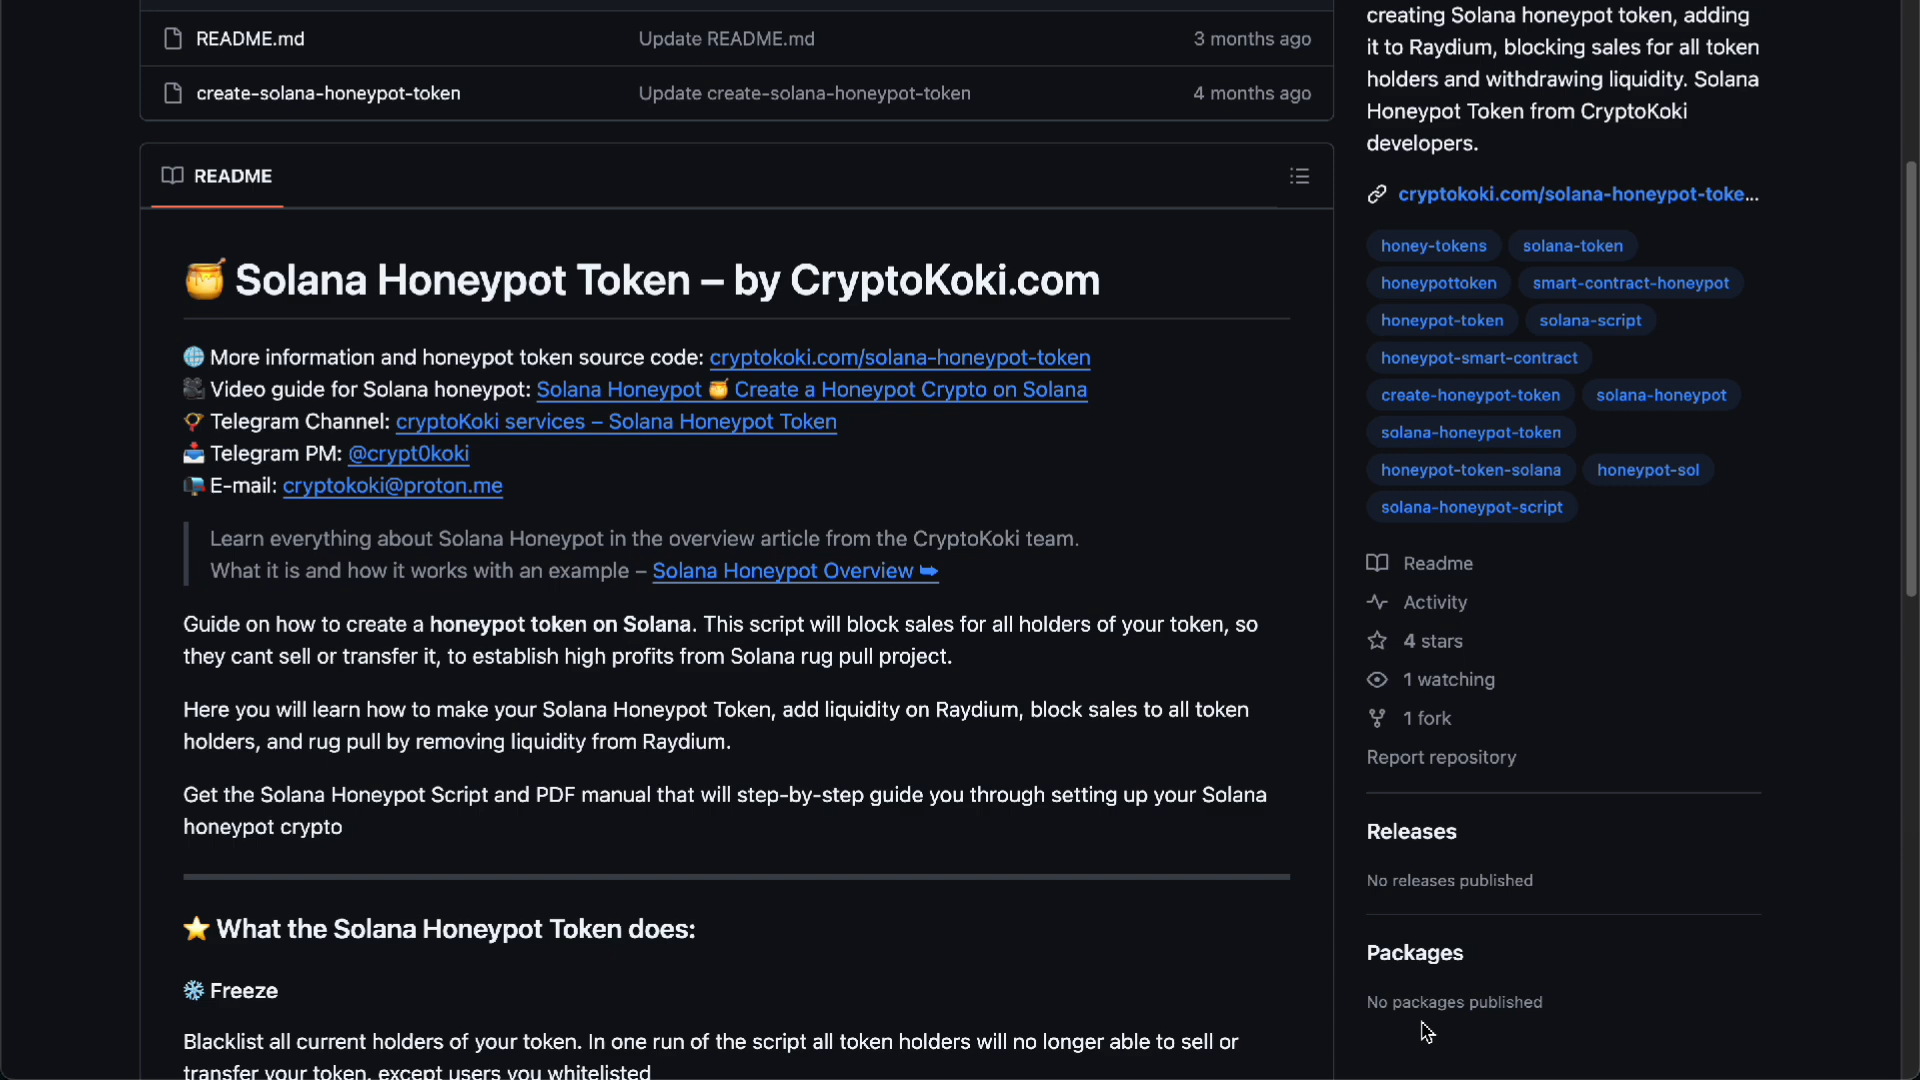 README.md
Update README.md
3 months ago
create-solana-honeypot-token
Update create-solana-honeypot-token
4 months ago
README
🍯 Solana Honeypot Token – by CryptoKoki.com
🌐 More information and honeypot token source code: cryptokoki.com/solana-honeypot-token
🎥 Video guide for Solana honeypot: Solana Honeypot 🍯 Create a Honeypot Crypto on Solana
Telegram Channel: cryptoKoki services – Solana Honeypot Token
📥 Telegram PM: @crypt0koki
📭 E-mail: cryptokoki@proton.me
Learn everything about Solana Honeypot in the overview article from the CryptoKoki team.
What it is and how it works with an example – Solana Honeypot Overview ➡
Guide on how to create a honeypot token on Solana. This script will block sales for all holders of your token, so
they cant sell or transfer it, to establish high profits from Solana rug pull project.
Here you will learn how to make your Solana Honeypot Token, add liquidity on Raydium, block sales to all token
holders, and rug pull by removing liquidity from Raydium.
Get the Solana Honeypot Script and PDF manual that will step-by-step guide you through setting up your Solana
honeypot crypto
⭐ What the Solana Honeypot Token does:
❄ Freeze
Blacklist all current holders of your token. In one run of the script all token holders will no longer able to sell or
transfer your token, except users you whitelisted
creating Solana honeypot token, adding
it to Raydium, blocking sales for all token
holders and withdrawing liquidity. Solana
Honeypot Token from CryptoKoki
developers.
cryptokoki.com/solana-honeypot-toke...
honey-tokens solana-token
honeypottoken smart-contract-honeypot
honeypot-token solana-script
honeypot-smart-contract
create-honeypot-token solana-honeypot
solana-honeypot-token
honeypot-token-solana honeypot-sol
solana-honeypot-script
Readme
Activity
4 stars
1 watching
1 fork
Report repository
Releases
No releases published
Packages
No packages published